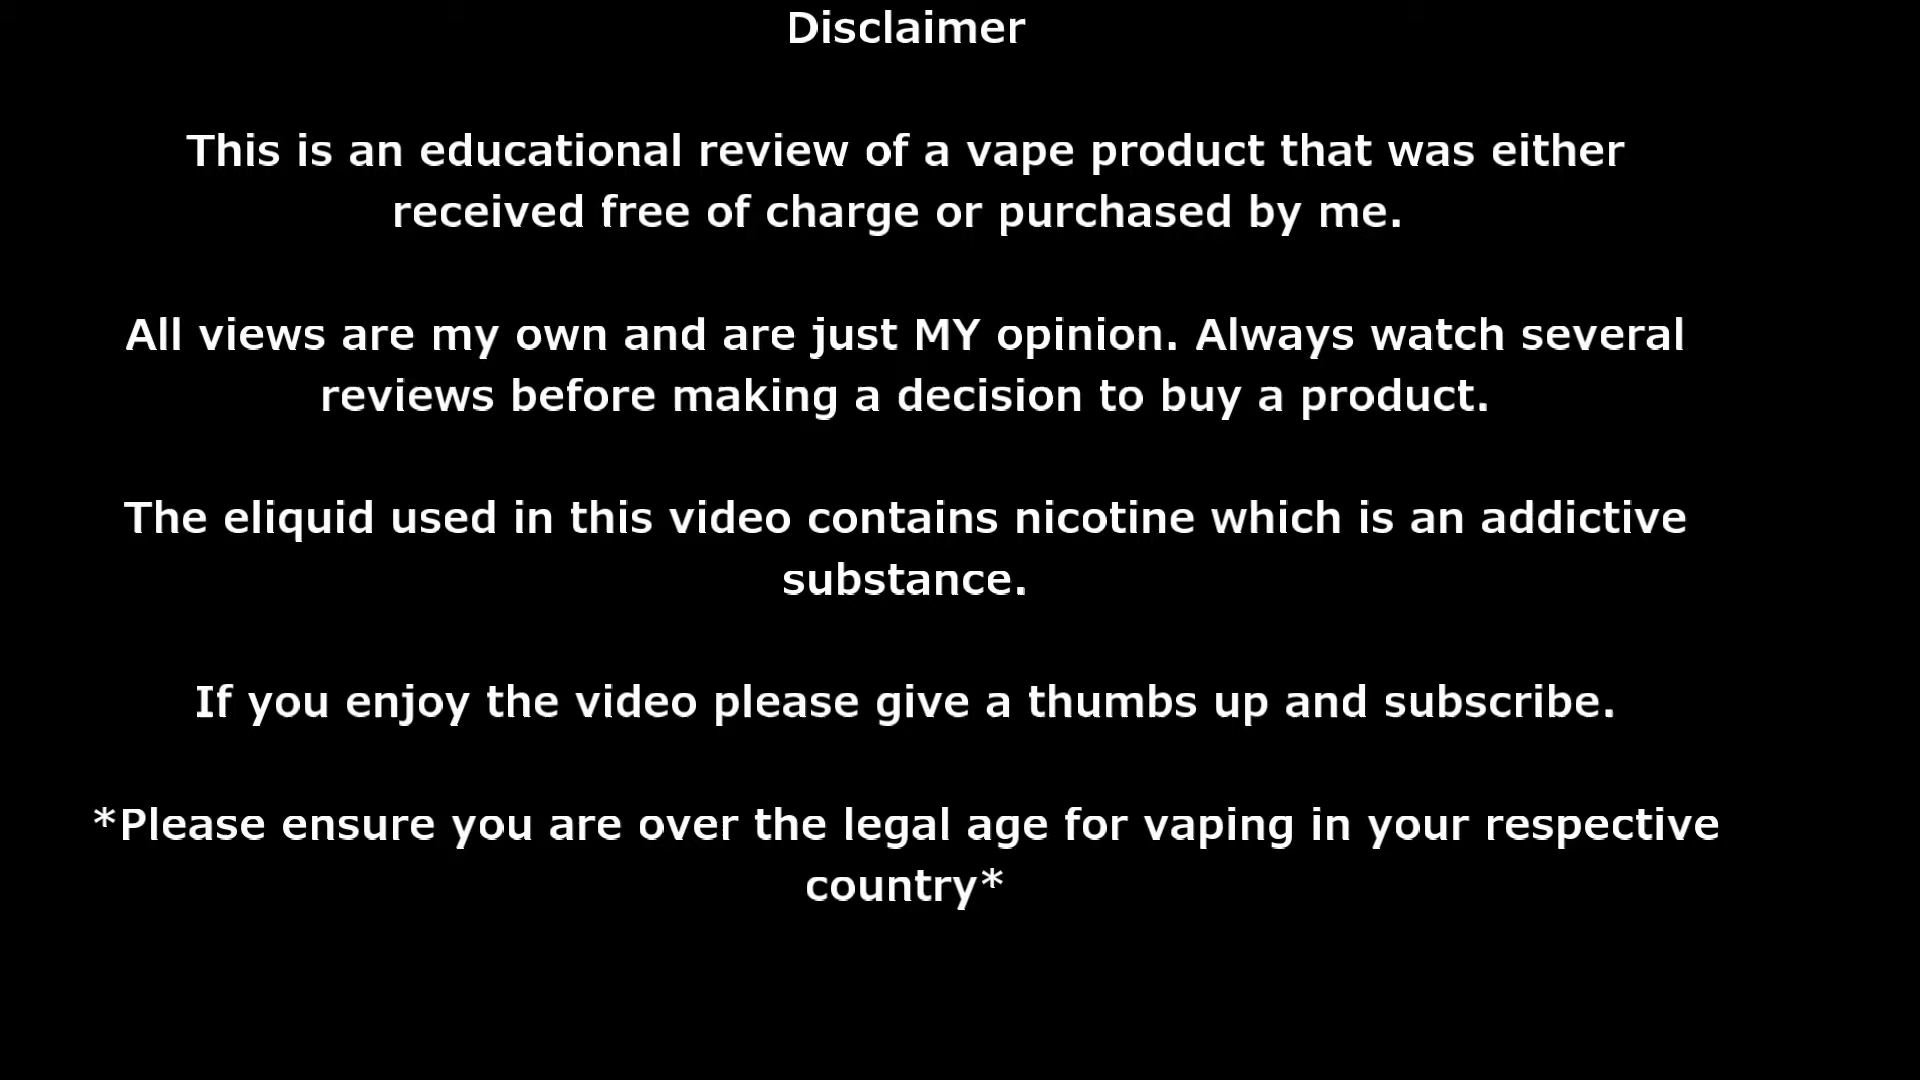 Disclaimer
This is an educational review of a vape product that was either
received free of charge or purchased by me.
All views are my own and are just MY opinion. Always watch several
reviews before making a decision to buy a product.
The eliquid used in this video contains nicotine which is an addictive
substance.
If you enjoy the video please give a thumbs up and subscribe.
*Please ensure you are over the legal age for vaping in your respective
country*